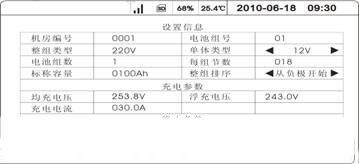 SD 68% 25.4℃ 2010-06-18 09:30
设置信息
机房编号 0001 电池组号 01
整组类型 220V 单体类型 ◀ 12V ▶
电池组数 1 每组节数 018
标称容量 0100Ah 整组排序 ◀从负极开始▶
充电参数
均充电压 253.8V 浮充电压 243.0V
充电电流 030.0A